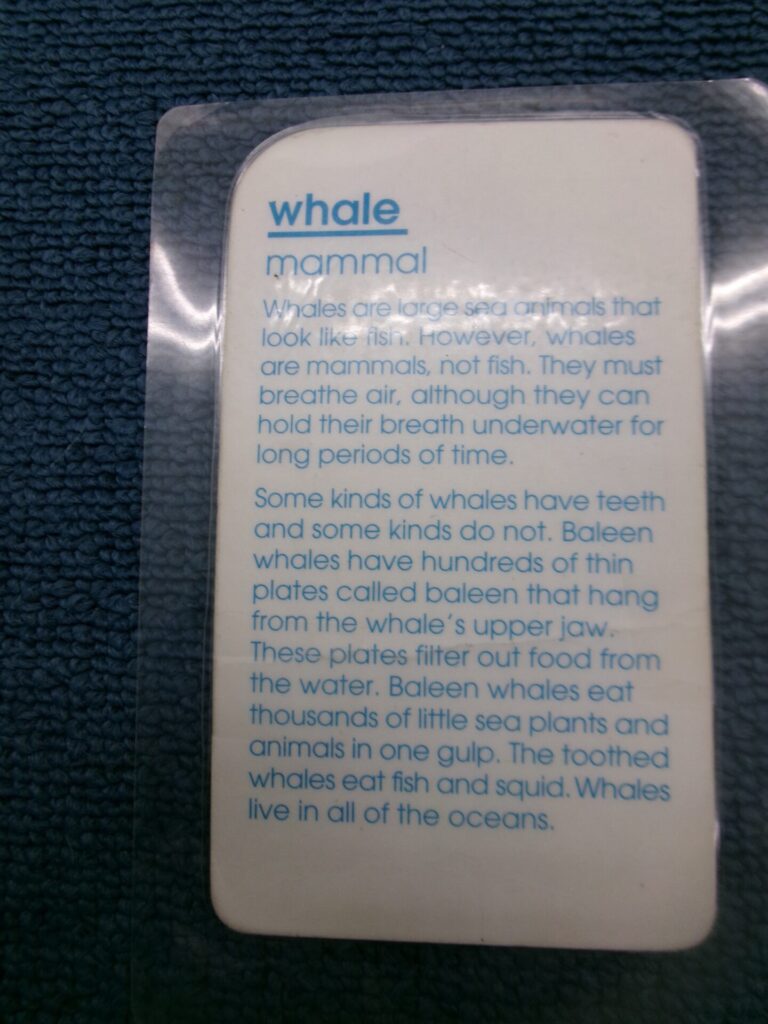 whale
mammal
Whales are large sea animals that
look like fish. However, whales
are mammals, not fish. They must
breathe air, although they can
hold their breath underwater for
long periods of time.
Some kinds of whales have teeth
and some kinds do not. Baleen
whales have hundreds of thin
plates called baleen that hang
from the whale's upper jaw.
These plates filter out food from
the water. Baleen whales eat
thousands of little sea plants and
animals in one gulp. The toothed
whales eat fish and squid. Whales
live in all of the oceans.